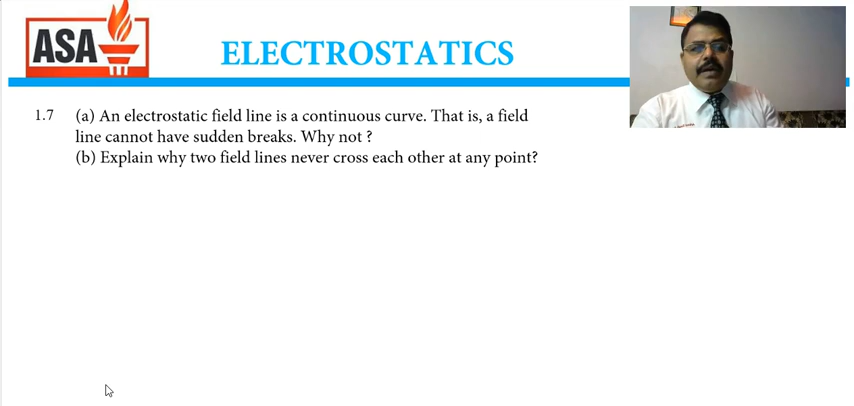 ASA
ELECTROSTATICS
1.7 (a) An electrostatic field line is a continuous curve. That is, a field
line cannot have sudden breaks. Why not ?
(b) Explain why two field lines never cross each other at any point?